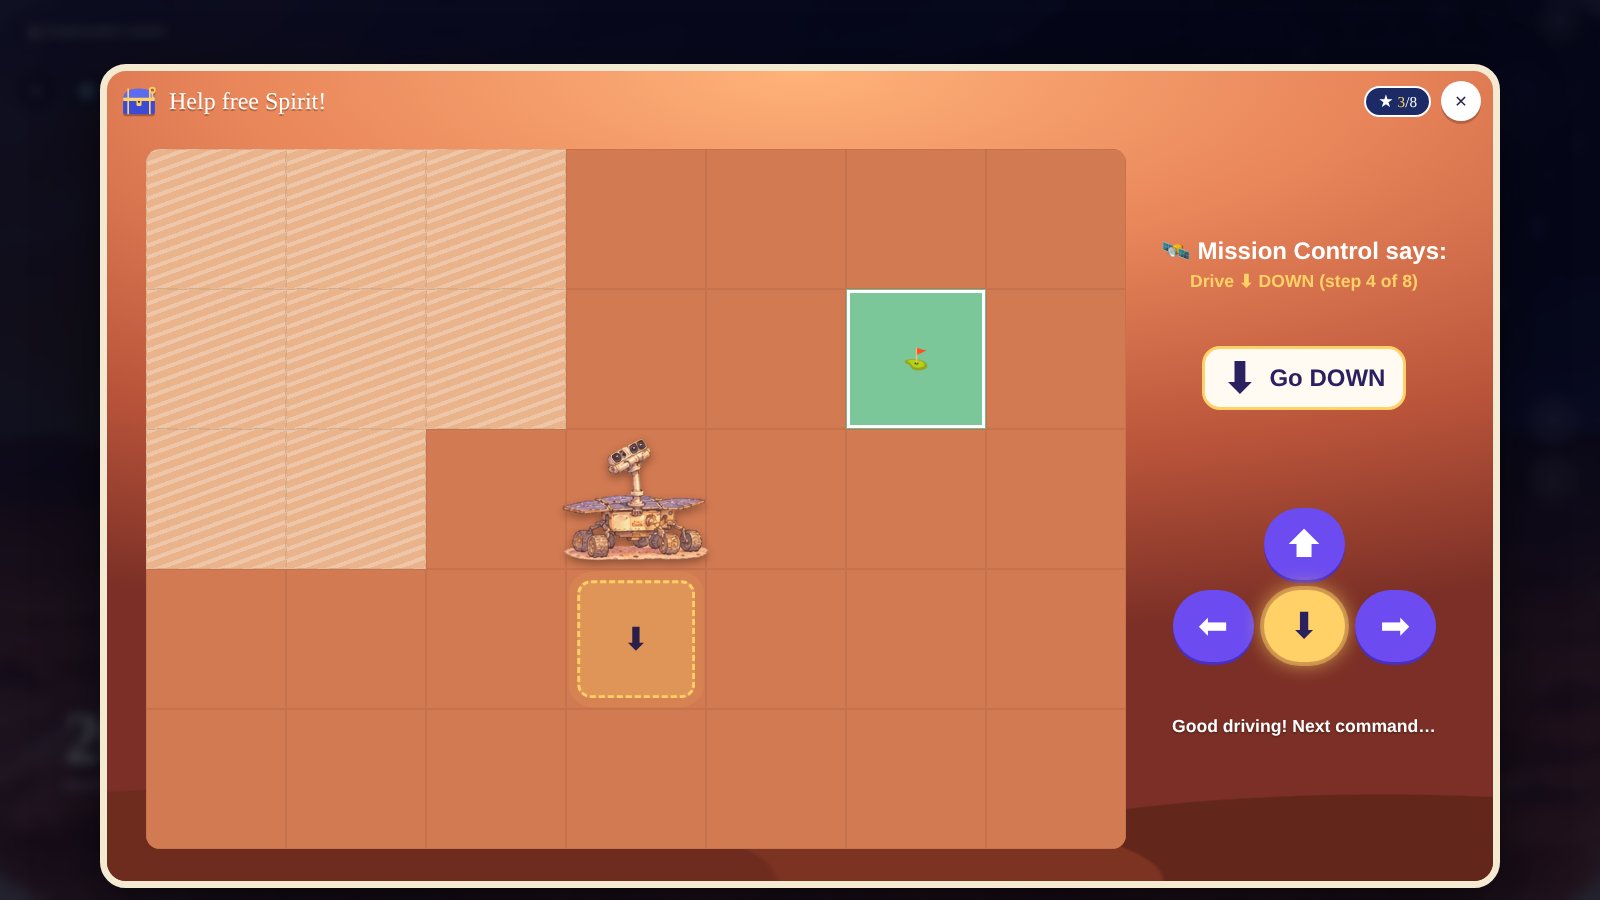 Help free Spirit!
★ 3/8
✕
🛰️ Mission Control says:
Drive ⬇ DOWN (step 4 of 8)
⬇ Go DOWN
Good driving! Next command…